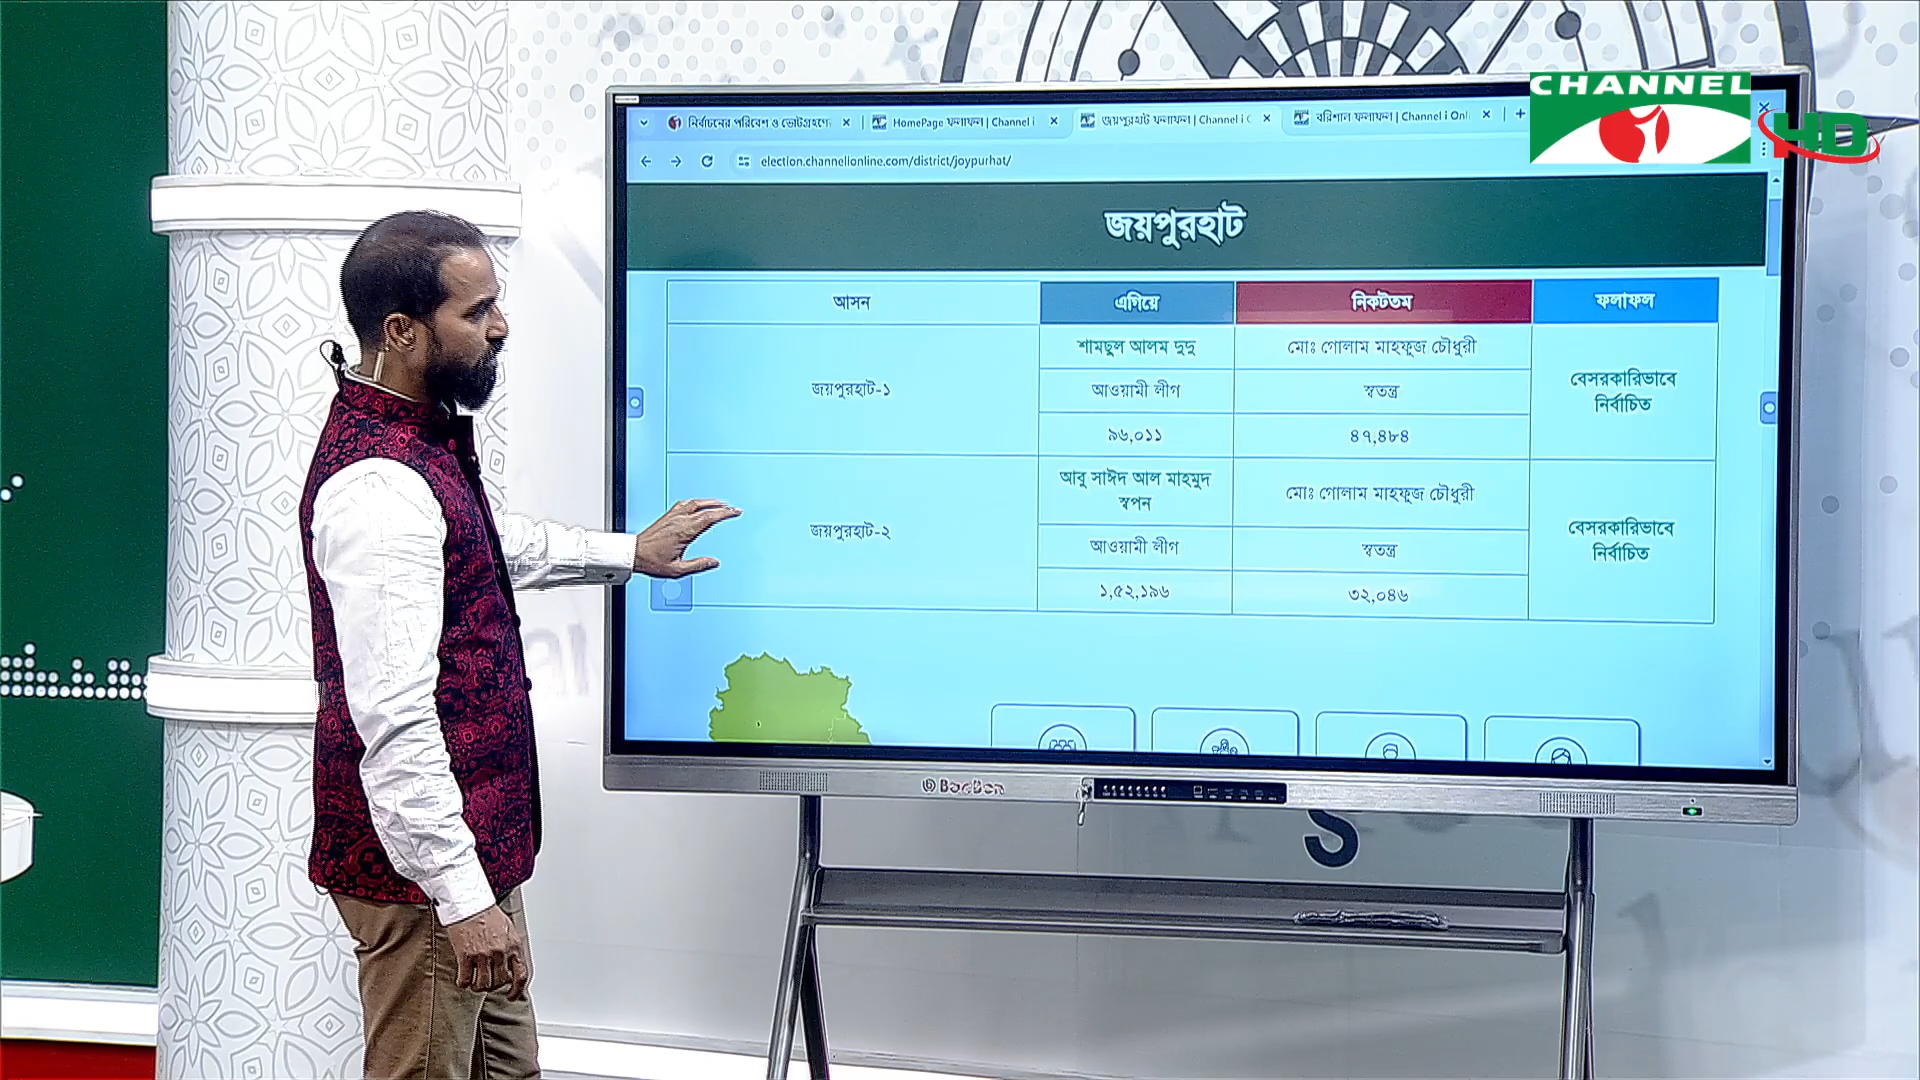 CHANNEL
HD
নির্বাচনের পরিবেশ ও ভোটগ্রহণে
HomePage ফলাফল | Channel i
জয়পুরহাট ফলাফল | Channel i C
বরিশাল ফলাফল | Channel i Onl
election.channelionline.com/district/joypurhat/
জয়পুরহাট
আসন
এগিয়ে
নিকটতম
ফলাফল
জয়পুরহাট-১
শামছুল আলম দুদু
মোঃ গোলাম মাহফুজ চৌধুরী
আওয়ামী লীগ
স্বতন্ত্র
৯৬,০১১
৪৭,৪৮৪
বেসরকারিভাবে
নির্বাচিত
জয়পুরহাট-২
আবু সাঈদ আল মাহমুদ
স্বপন
মোঃ গোলাম মাহফুজ চৌধুরী
আওয়ামী লীগ
স্বতন্ত্র
১,৫২,১৯৬
৩২,০৪৬
বেসরকারিভাবে
নির্বাচিত
S